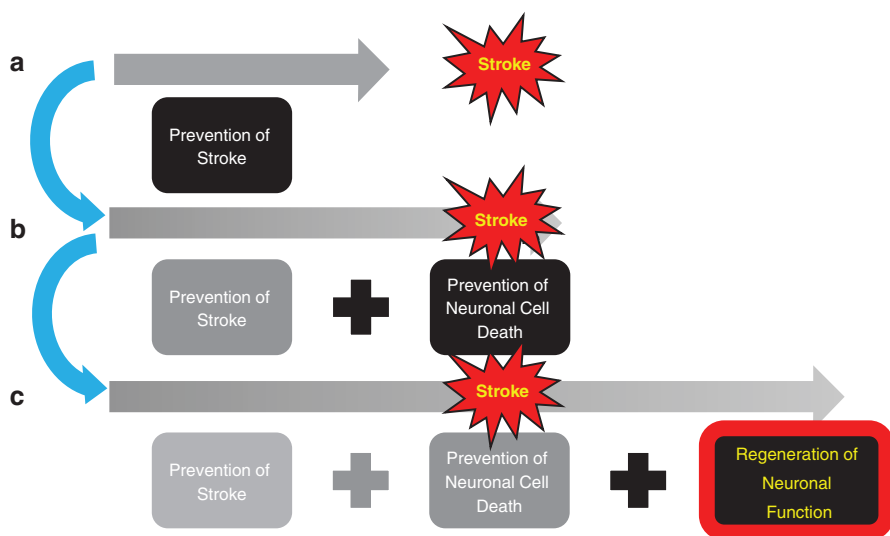 a
Stroke
Prevention of
Stroke
b
Stroke
Prevention of
Stroke
Prevention of
Neuronal Cell
Death
c
Stroke
Prevention of
Stroke
Prevention of
Neuronal Cell
Death
Regeneration of
Neuronal
Function